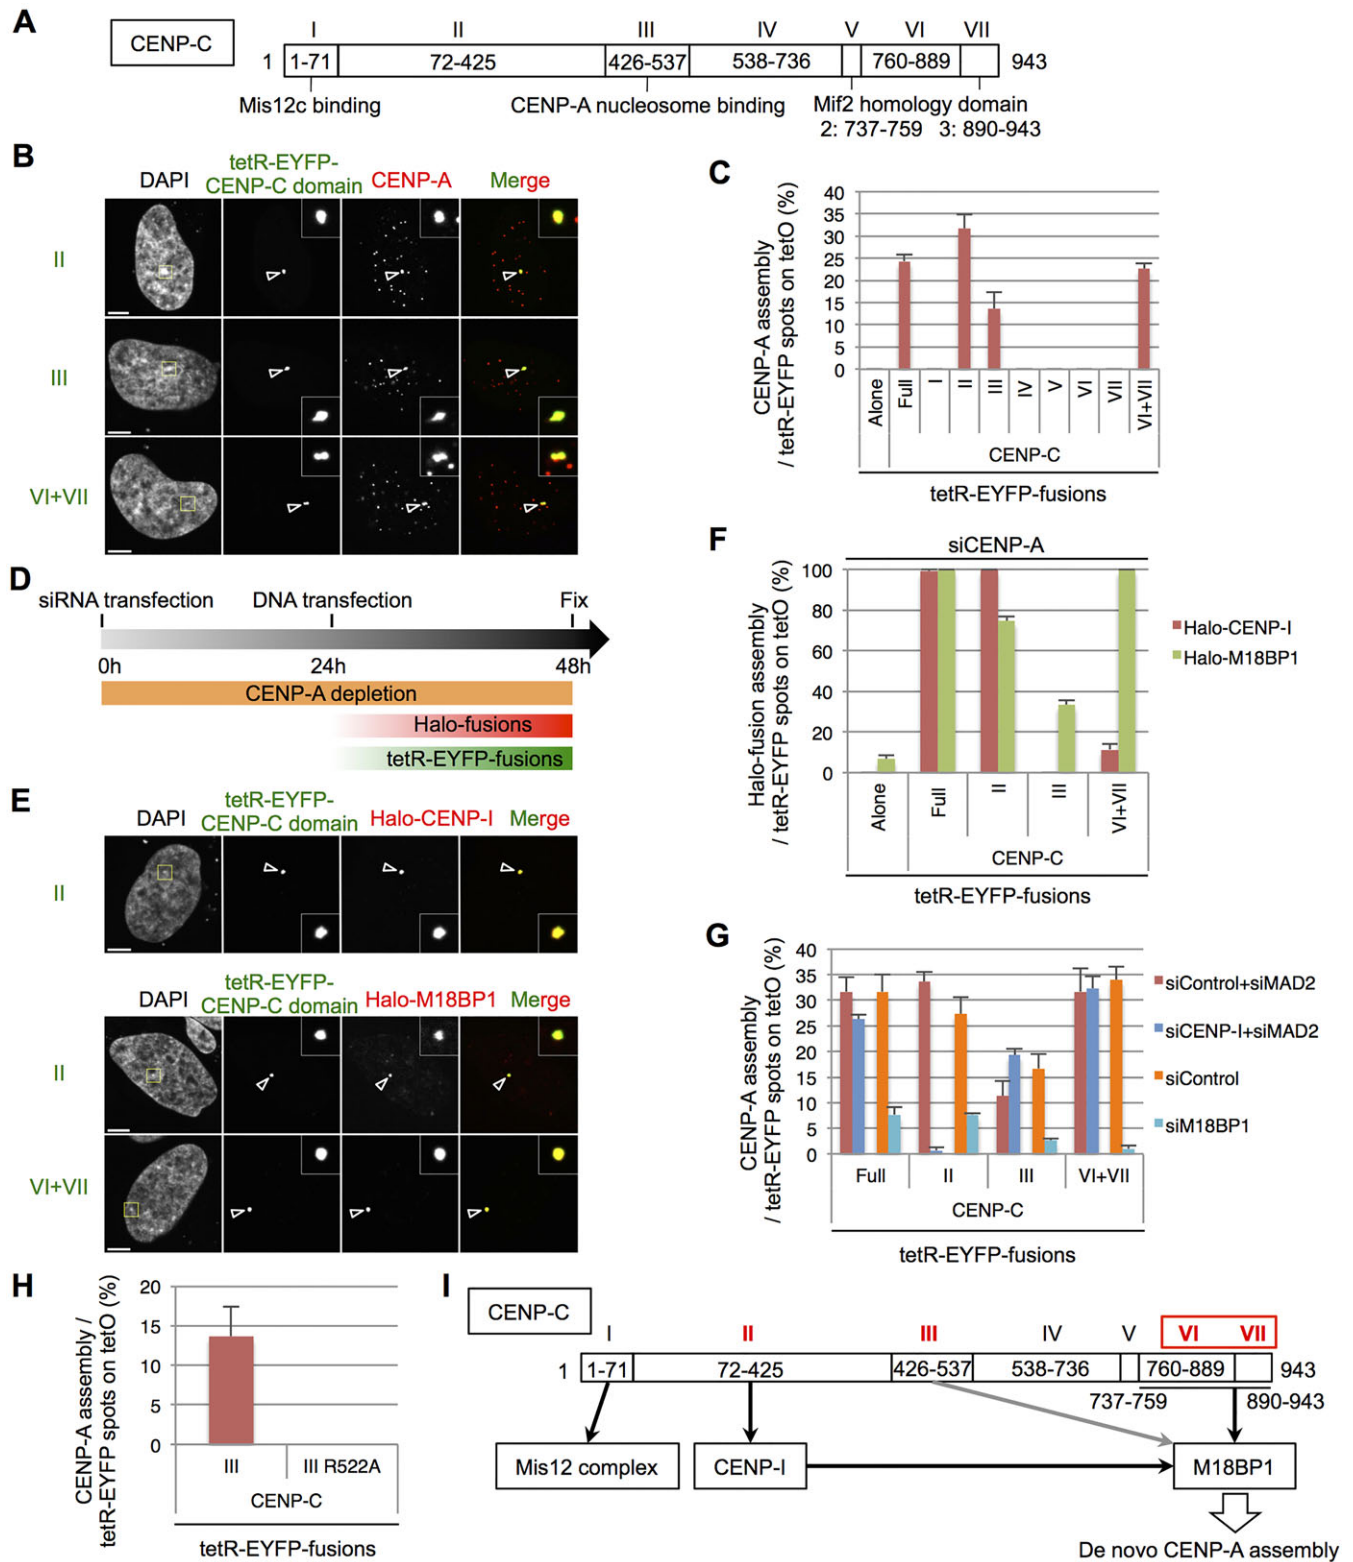 A
CENP-C
I II III IV V VI VII
1 1-71 72-425 426-537 538-736 760-889 943
Mis12c binding
CENP-A nucleosome binding
Mif2 homology domain
2: 737-759 3: 890-943
B
DAPI
tetR-EYFP-
CENP-C domain
CENP-A
Merge
II
III
VI+VII
C
CENP-A assembly
/ tetR-EYFP spots on tetO (%)
40
35
30
25
20
15
10
5
0
Alone
Full
I
II
III
IV
V
VI
VII
VI+VII
CENP-C
tetR-EYFP-fusions
D
siRNA transfection DNA transfection Fix
0h 24h 48h
CENP-A depletion
Halo-fusions
tetR-EYFP-fusions
E
DAPI
tetR-EYFP-
CENP-C domain
Halo-CENP-I
Merge
II
DAPI
tetR-EYFP-
CENP-C domain
Halo-M18BP1
Merge
II
VI+VII
F
siCENP-A
Halo-fusion assembly
/ tetR-EYFP spots on tetO (%)
100
80
60
40
20
0
Halo-CENP-I
Halo-M18BP1
Alone
Full
II
III
VI+VII
CENP-C
tetR-EYFP-fusions
G
CENP-A assembly
/ tetR-EYFP spots on tetO (%)
40
35
30
25
20
15
10
5
0
siControl+siMAD2
siCENP-I+siMAD2
siControl
siM18BP1
Full II III VI+VII
CENP-C
tetR-EYFP-fusions
H
CENP-A assembly /
tetR-EYFP spots on tetO (%)
20
15
10
5
0
III III R522A
CENP-C
tetR-EYFP-fusions
I
CENP-C
I II III IV V VI VII
1 1-71 72-425 426-537 538-736 760-889 943
737-759 890-943
Mis12 complex CENP-I M18BP1
De novo CENP-A assembly